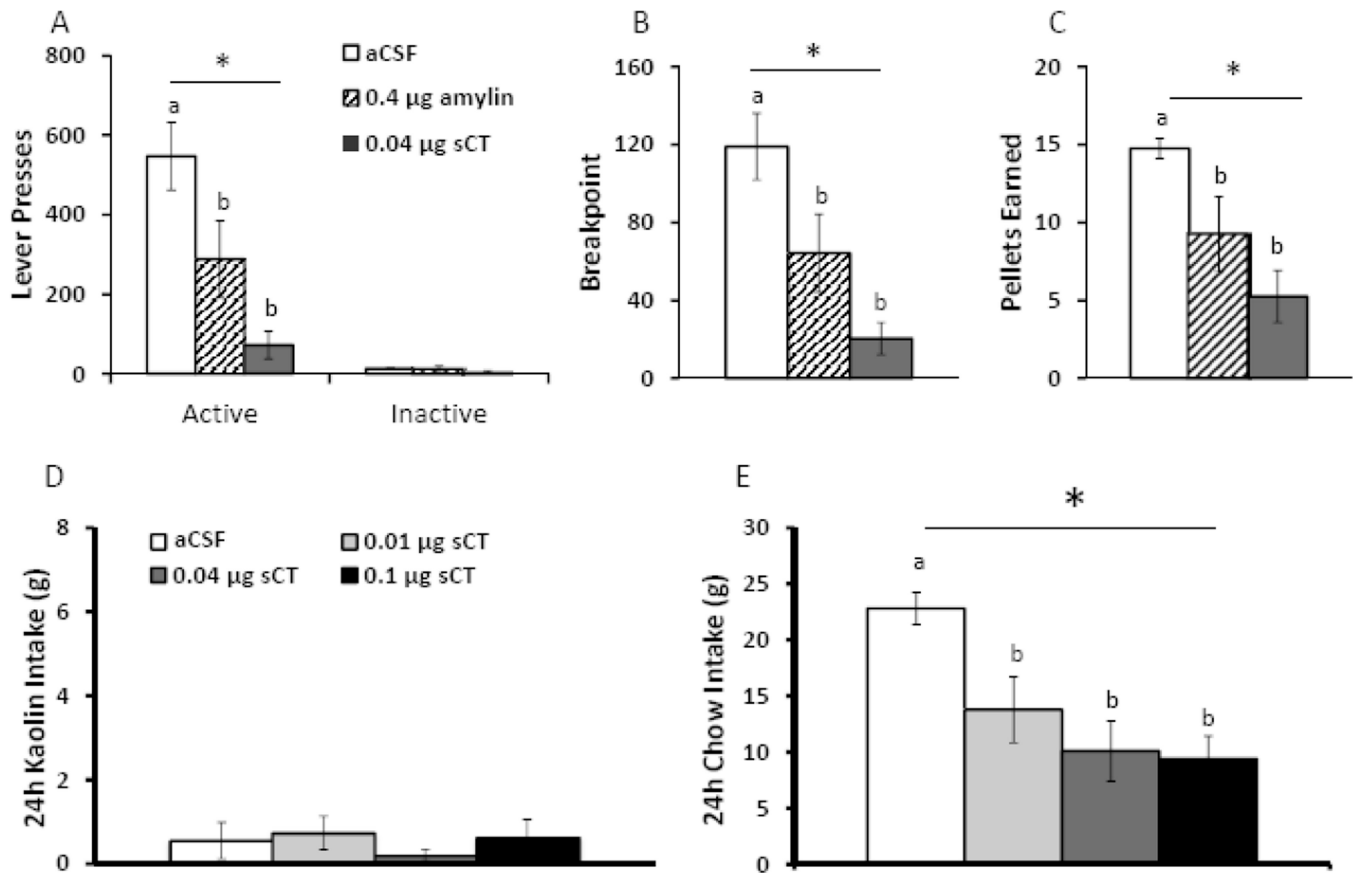 A
B
C
800
600
400
200
0
Lever Presses
*
a
b
b
Active
Inactive
aCSF
0.4 µg amylin
0.04 µg sCT
160
120
80
40
0
Breakpoint
*
a
b
b
20
15
10
5
0
Pellets Earned
*
a
b
b
D
8
6
4
2
0
24h Kaolin Intake (g)
aCSF
0.01 µg sCT
0.04 µg sCT
0.1 µg sCT
E
30
25
20
15
10
5
0
24h Chow Intake (g)
*
a
b
b
b